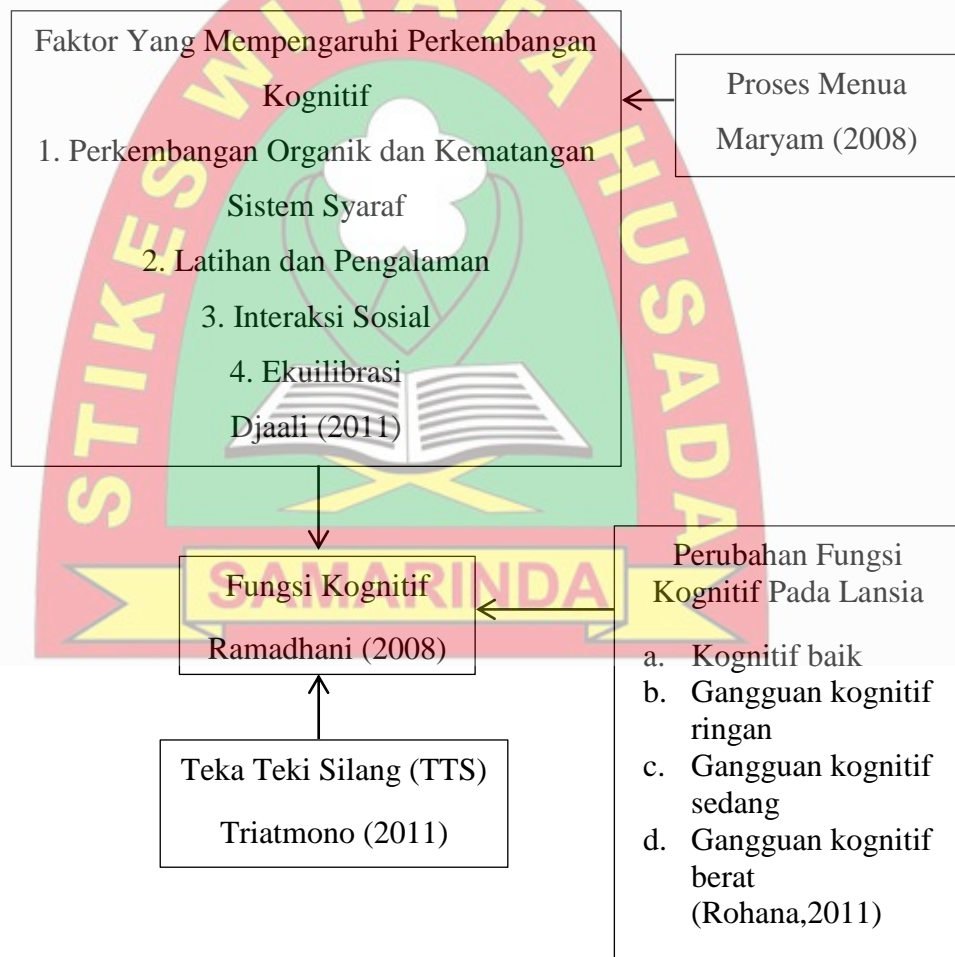 Faktor Yang Mempengaruhi Perkembangan
Kognitif
1. Perkembangan Organik dan Kematangan
Sistem Syaraf
2. Latihan dan Pengalaman
3. Interaksi Sosial
4. Ekuilibrasi
Djaali (2011)
Proses Menua
Maryam (2008)
Fungsi Kognitif
Ramadhani (2008)
Perubahan Fungsi
Kognitif Pada Lansia
a. Kognitif baik
b. Gangguan kognitif
ringan
c. Gangguan kognitif
sedang
d. Gangguan kognitif
berat
(Rohana,2011)
Teka Teki Silang (TTS)
Triatmono (2011)
STIKES WIYATA HUSADA
SAMARINDA